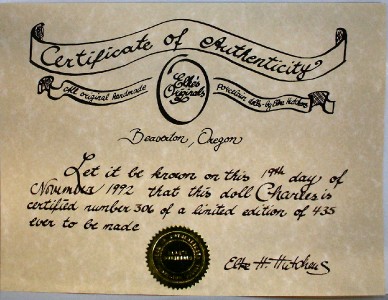 Certificate of Authenticity
All original handmade
Elke's
Originals
Porcelain dolls - by Elke Hutchens
Beaverton, Oregon
Let it be known on this 19th day of
November 1992 that this doll Charles is
certified number 306 of a limited edition of 435
ever to be made
Elke H. Hutchens